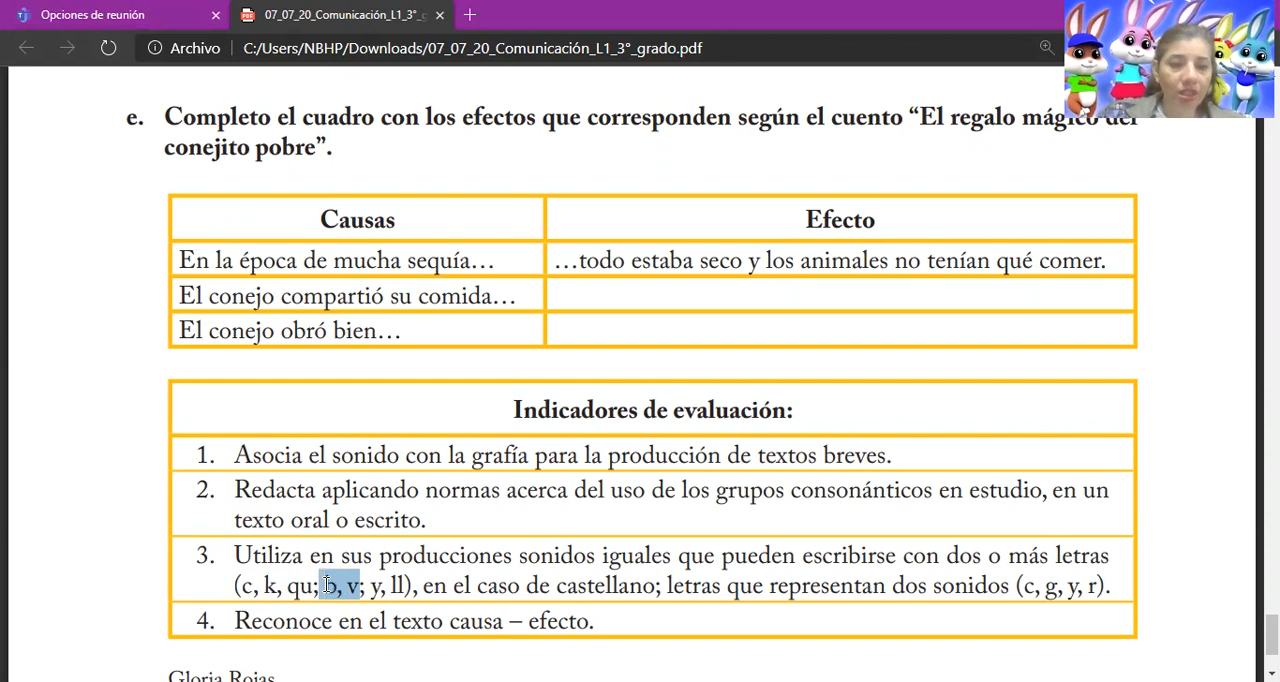 Opciones de reunión
07_07_20_Comunicación_L1_3°_g
Archivo C:/Users/NBHP/Downloads/07_07_20_Comunicación_L1_3°_grado.pdf
e. Completo el cuadro con los efectos que corresponden según el cuento “El regalo mágico del
conejito pobre”.
Causas Efecto
En la época de mucha sequía… …todo estaba seco y los animales no tenían qué comer.
El conejo compartió su comida…
El conejo obró bien…
Indicadores de evaluación:
1. Asocia el sonido con la grafía para la producción de textos breves.
2. Redacta aplicando normas acerca del uso de los grupos consonánticos en estudio, en un
texto oral o escrito.
3. Utiliza en sus producciones sonidos iguales que pueden escribirse con dos o más letras
(c, k, qu; b, v; y, ll), en el caso de castellano; letras que representan dos sonidos (c, g, y, r).
4. Reconoce en el texto causa – efecto.
Gloria Rojas